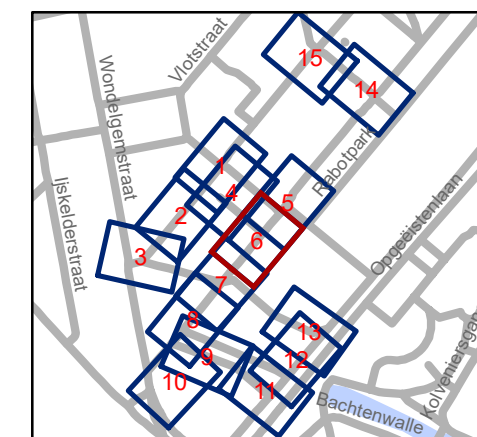 Vlotstraat
Wondelgemstraat
Ijskelderstraat
Rabotpark
Opgeëistenlaan
Bachtenwalle
15
14
1
4
5
2
6
3
7
8
13
9
12
10
11